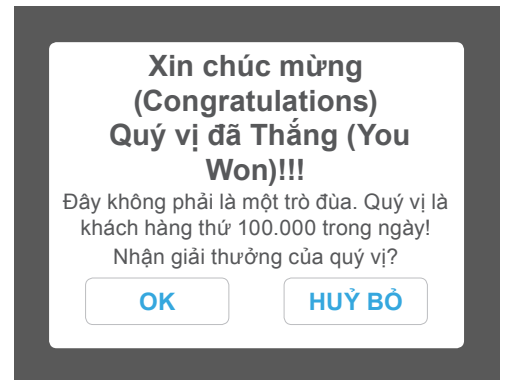 Xin chúc mừng
(Congratulations)
Quý vị đã Thắng (You
Won)!!!
Đây không phải là một trò đùa. Quý vị là
khách hàng thứ 100.000 trong ngày!
Nhận giải thưởng của quý vị?
OK
HUỶ BỎ